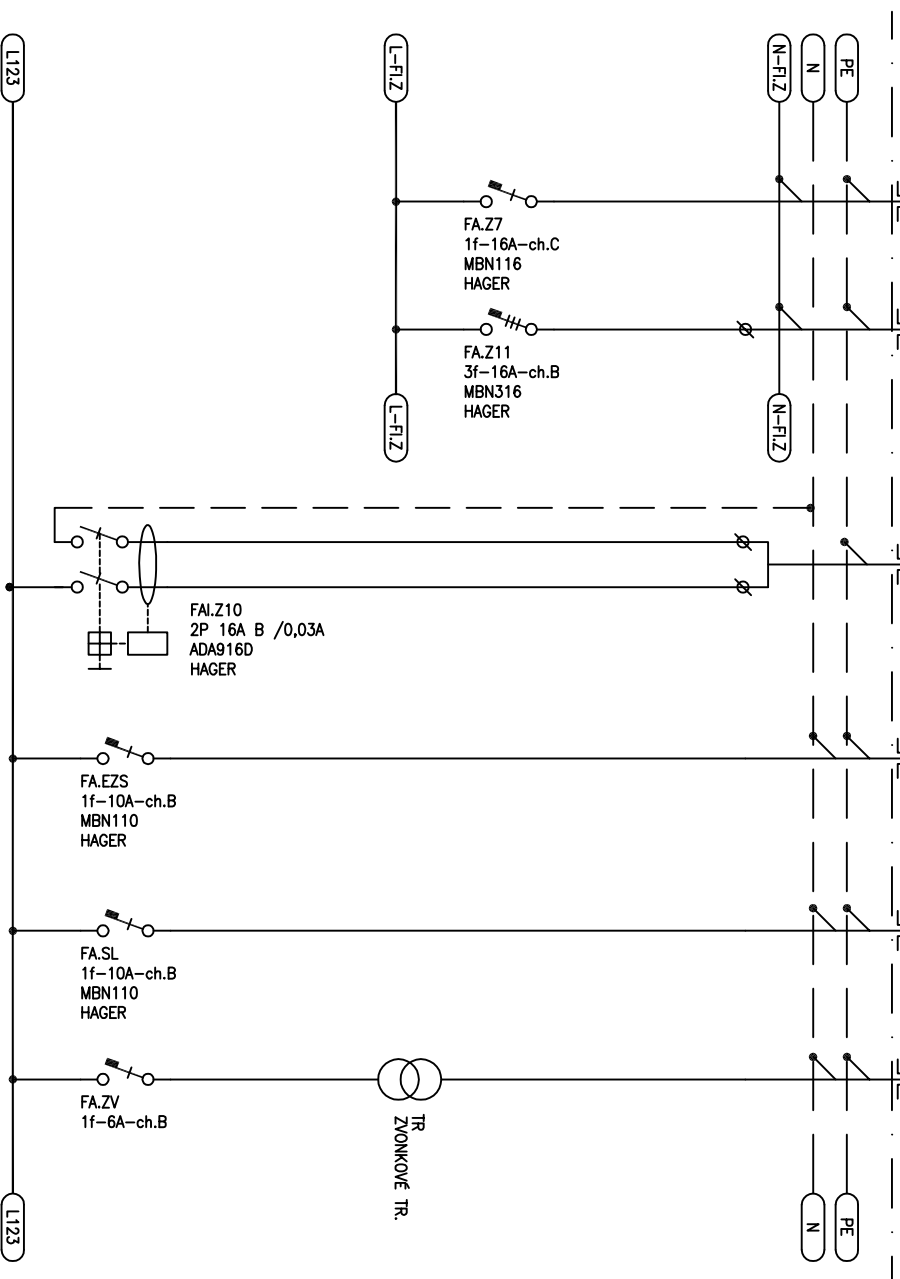 L123
L-FI.Z
N-FI.Z
N
PE
FA.Z7
1f-16A-ch.C
MBN116
HAGER
FA.Z11
3f-16A-ch.B
MBN316
HAGER
L-FI.Z
N-FI.Z
FAI.Z10
2P 16A B /0,03A
ADA916D
HAGER
FA.EZS
1f-10A-ch.B
MBN110
HAGER
FA.SL
1f-10A-ch.B
MBN110
HAGER
FA.ZV
1f-6A-ch.B
TR
ZVONKOVÉ TR.
L123
N
PE